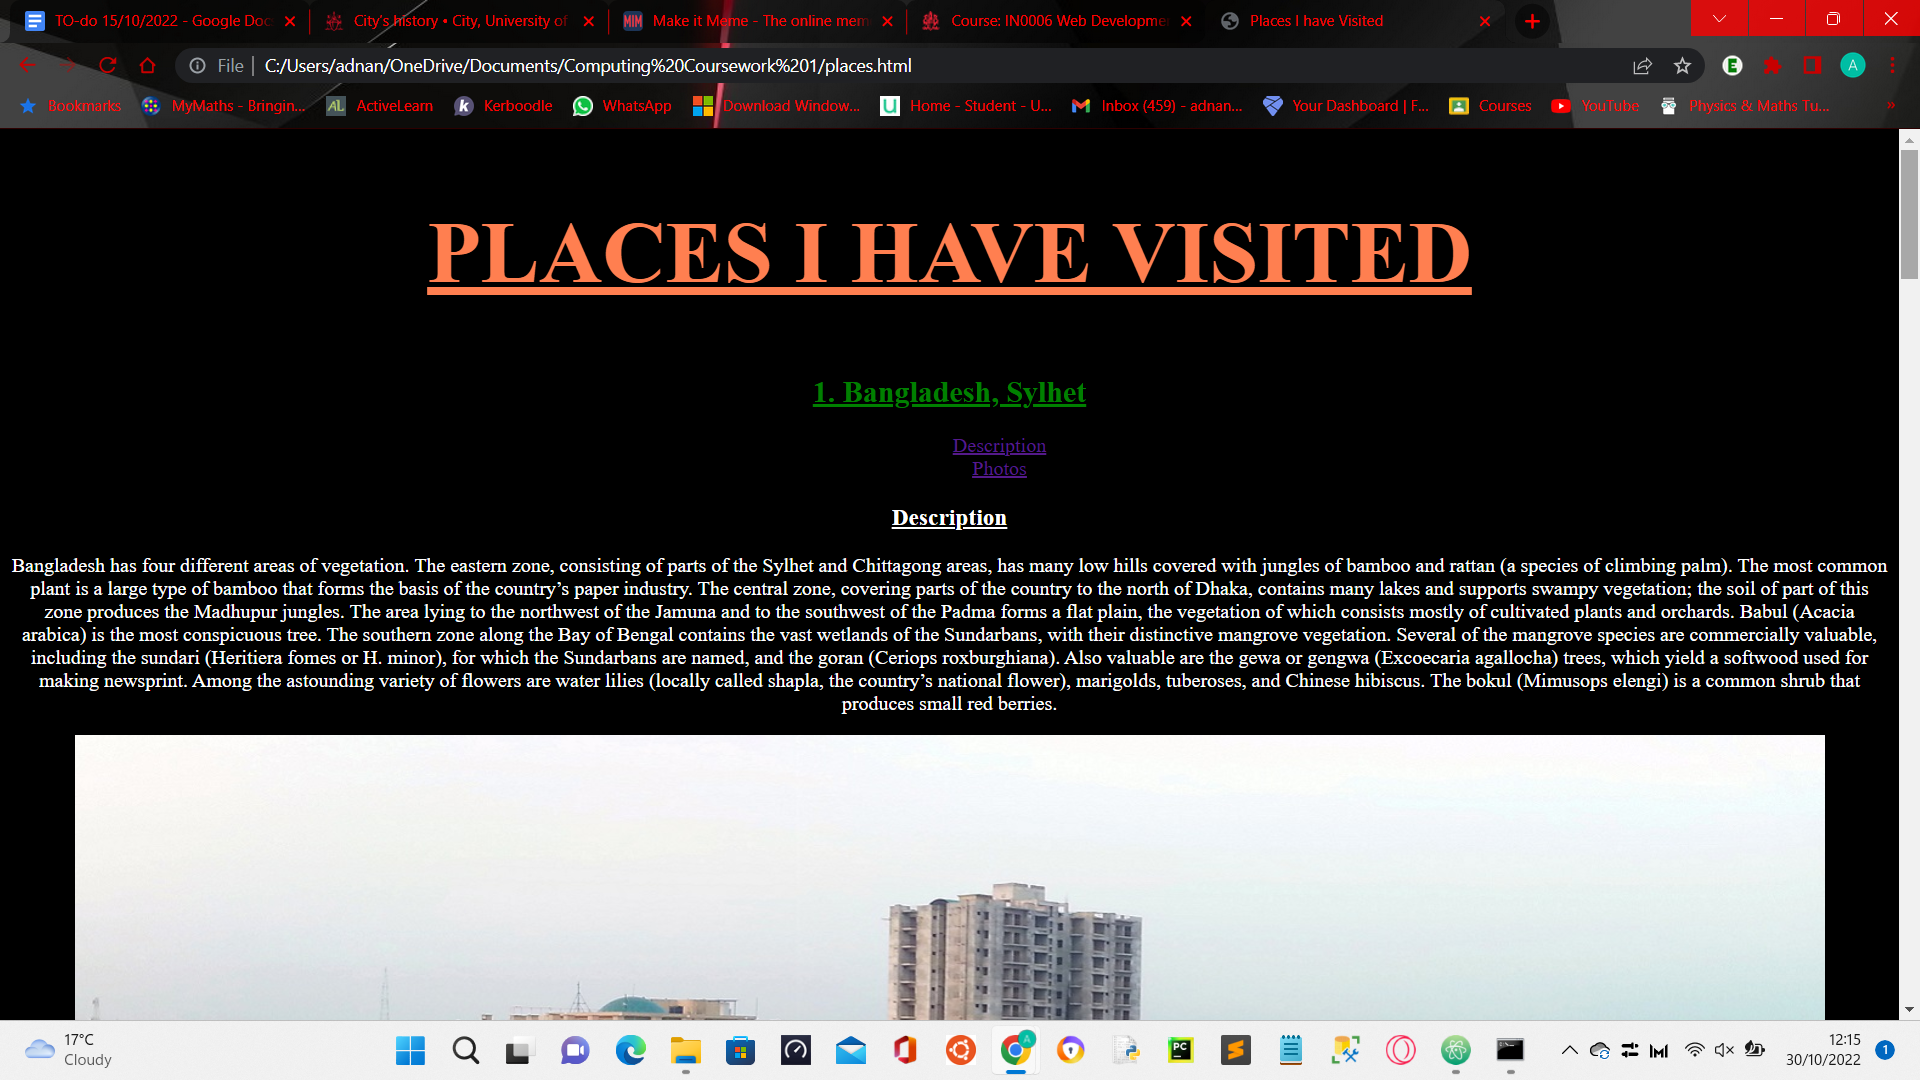 TO-do 15/10/2022 - Google Doc
City's history • City, University of
MIM
Make it Meme - The online mem
Course: IN0006 Web Developme
Places I have Visited
File
C:/Users/adnan/OneDrive/Documents/Computing%20Coursework%201/places.html
E
A
Bookmarks
MyMaths - Bringin...
AL
ActiveLearn
k
Kerboodle
WhatsApp
Download Window...
U
Home - Student - U...
Inbox (459) - adnan...
Your Dashboard | F...
Courses
YouTube
Physics & Maths Tu...
»
PLACES I HAVE VISITED
1. Bangladesh, Sylhet
Description
Photos
Description
Bangladesh has four different areas of vegetation. The eastern zone, consisting of parts of the Sylhet and Chittagong areas, has many low hills covered with jungles of bamboo and rattan (a species of climbing palm). The most common
plant is a large type of bamboo that forms the basis of the country’s paper industry. The central zone, covering parts of the country to the north of Dhaka, contains many lakes and supports swampy vegetation; the soil of part of this
zone produces the Madhupur jungles. The area lying to the northwest of the Jamuna and to the southwest of the Padma forms a flat plain, the vegetation of which consists mostly of cultivated plants and orchards. Babul (Acacia
arabica) is the most conspicuous tree. The southern zone along the Bay of Bengal contains the vast wetlands of the Sundarbans, with their distinctive mangrove vegetation. Several of the mangrove species are commercially valuable,
including the sundari (Heritiera fomes or H. minor), for which the Sundarbans are named, and the goran (Ceriops roxburghiana). Also valuable are the gewa or gengwa (Excoecaria agallocha) trees, which yield a softwood used for
making newsprint. Among the astounding variety of flowers are water lilies (locally called shapla, the country’s national flower), marigolds, tuberoses, and Chinese hibiscus. The bokul (Mimusops elengi) is a common shrub that
produces small red berries.
17°C
Cloudy
A
PC
12:15
30/10/2022
1